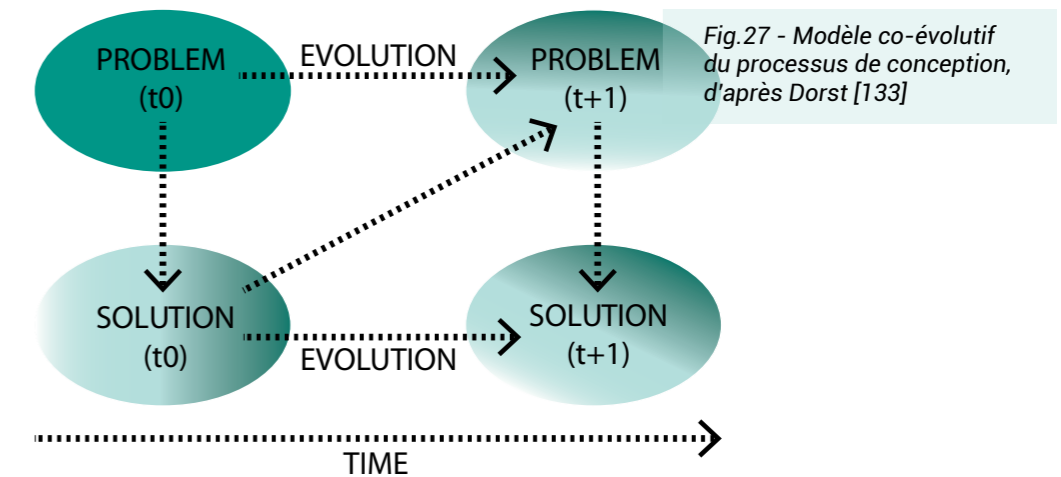 PROBLEM
(t0)
EVOLUTION
PROBLEM
(t+1)
Fig.27 - Modèle co-évolutif
du processus de conception,
d'après Dorst [133]
SOLUTION
(t0)
EVOLUTION
SOLUTION
(t+1)
TIME